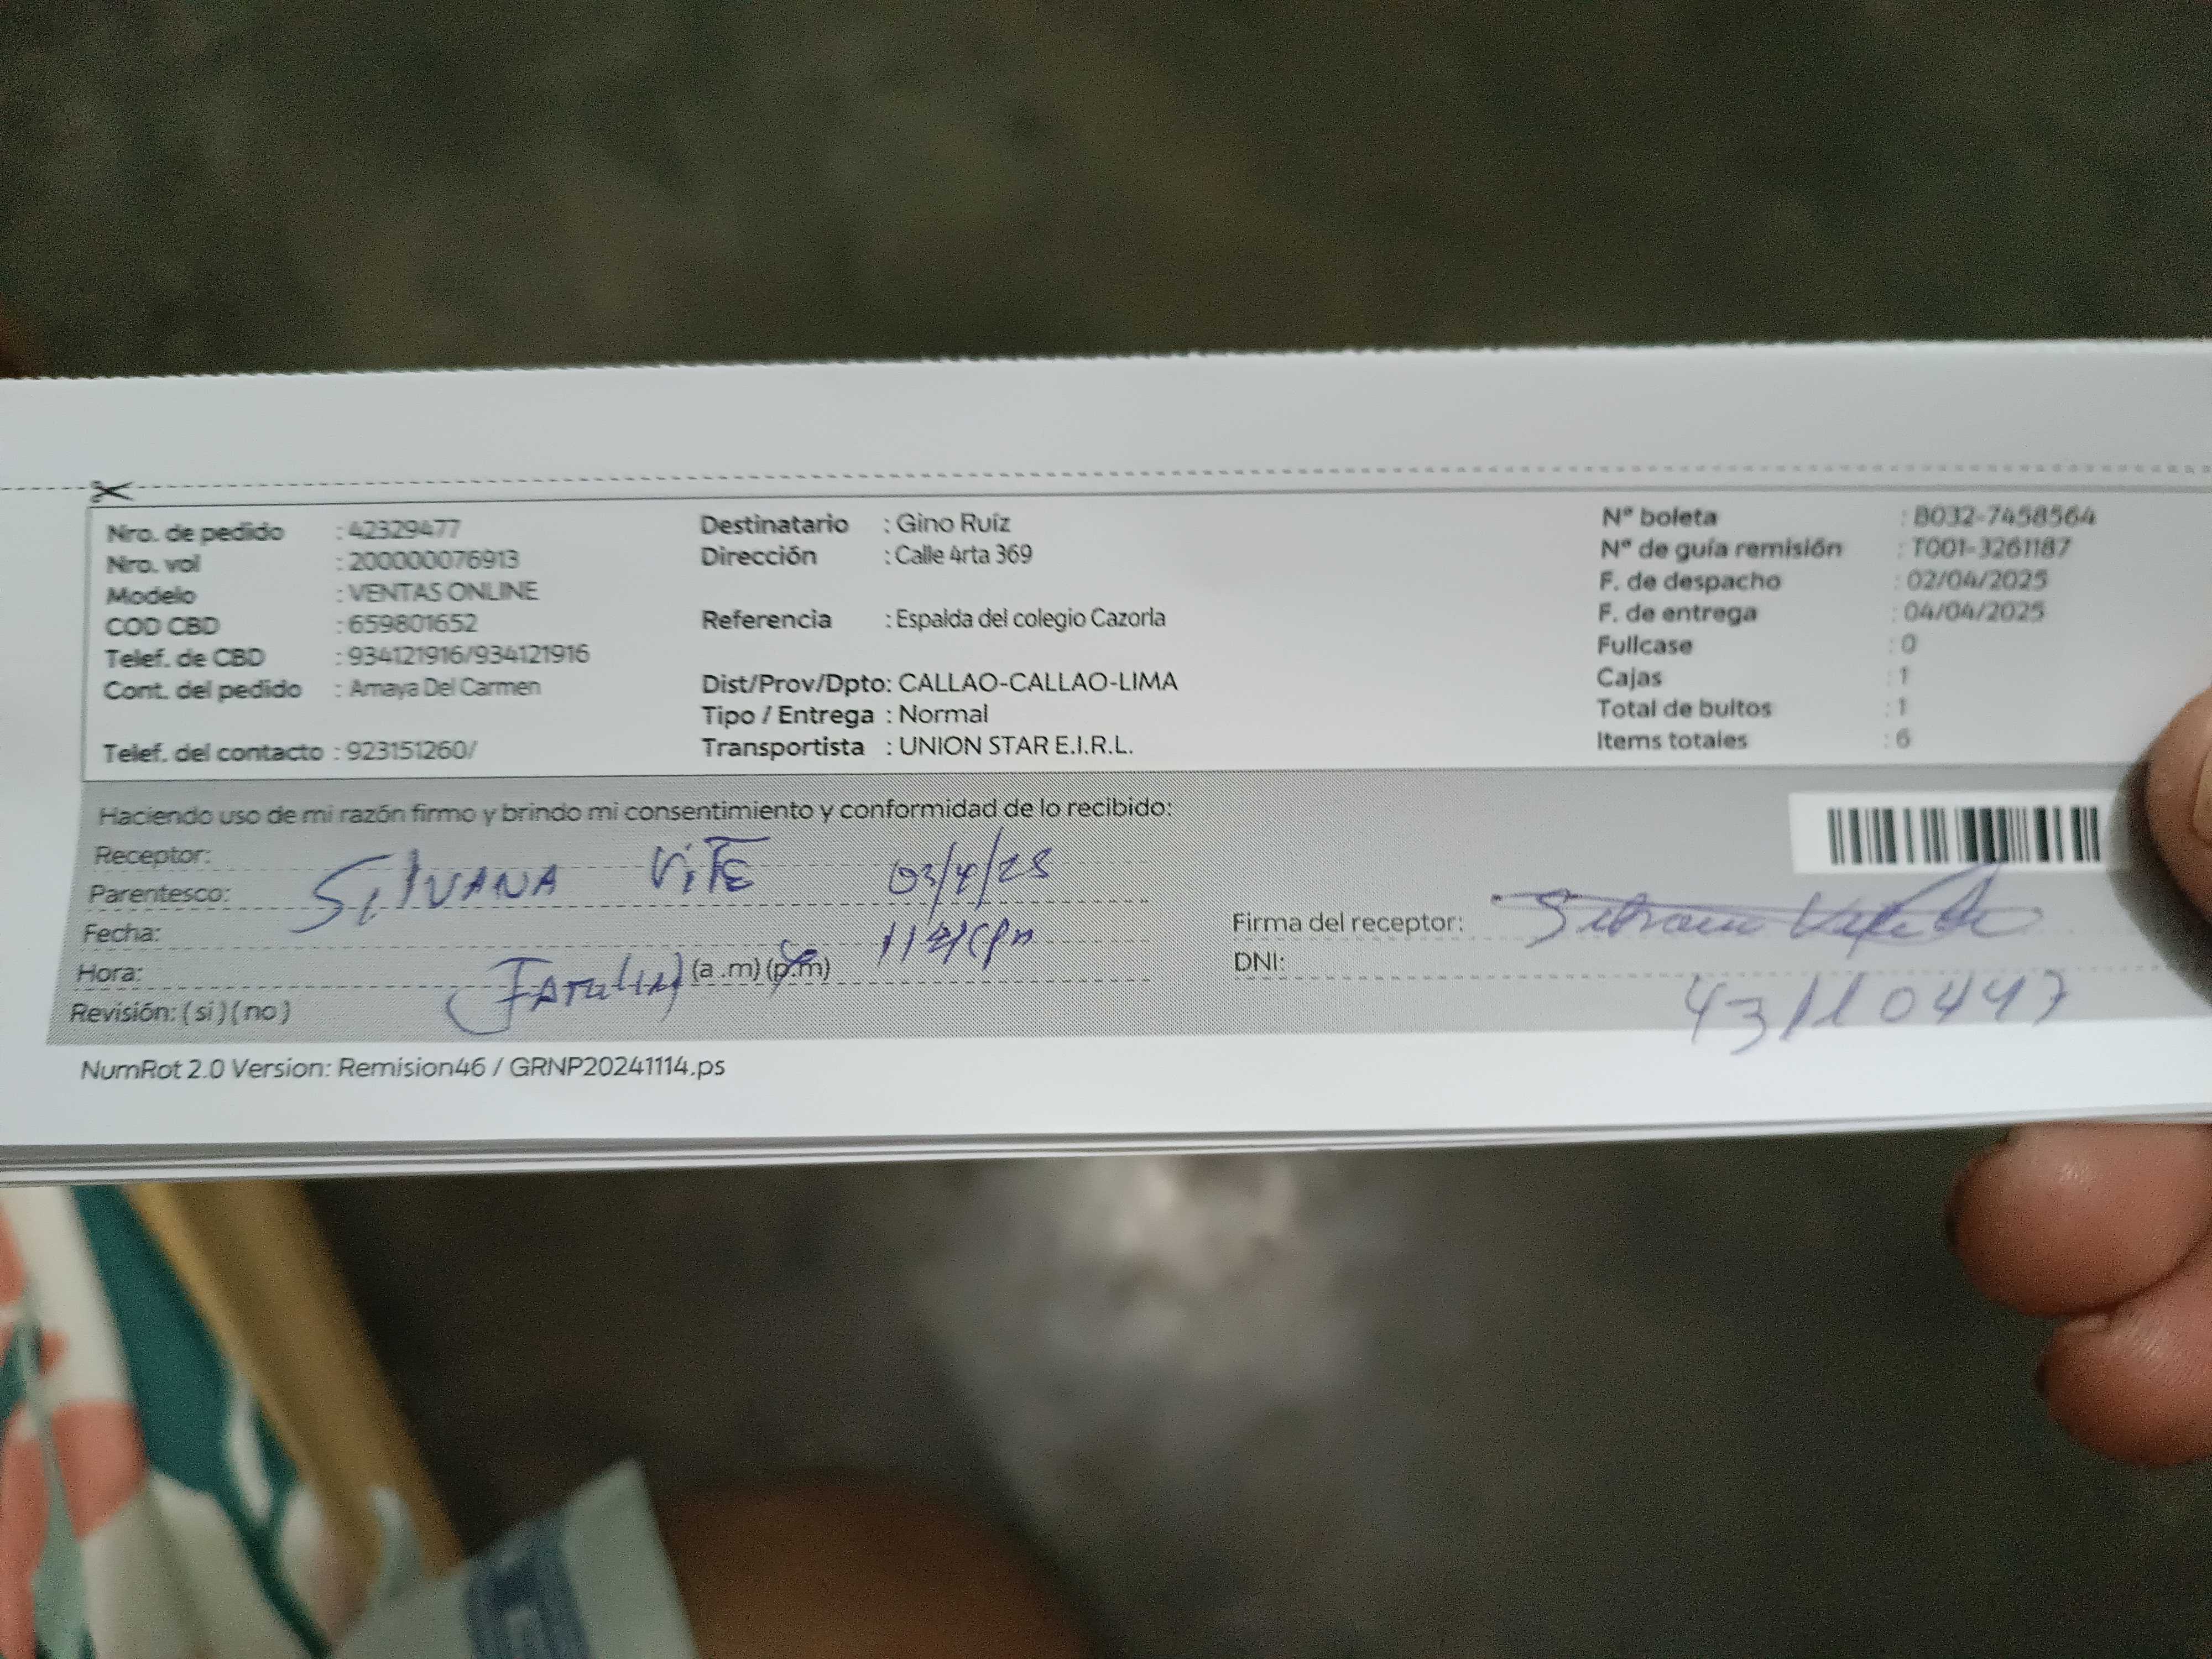 Nro. de pedido : 42329477
Nro. vol : 200000076913
Modelo : VENTAS ONLINE
COD CBD : 659801652
Telef. de CBD : 934121916/934121916
Cont. del pedido : Amaya Del Carmen
Telef. del contacto : 923151260/
Destinatario : Gino Ruíz
Dirección : Calle 4rta 369
Referencia : Espalda del colegio Cazorla
Dist/Prov/Dpto: CALLAO-CALLAO-LIMA
Tipo / Entrega : Normal
Transportista : UNION STAR E.I.R.L.
N° boleta : B032-7458564
N° de guía remisión : T001-3261187
F. de despacho : 02/04/2025
F. de entrega : 04/04/2025
Fullcase : 0
Cajas : 1
Total de bultos : 1
Items totales : 6
Haciendo uso de mi razón firmo y brindo mi consentimiento y conformidad de lo recibido:
Receptor:
Parentesco: SilVANA ViTE 03/4/25
Fecha:
Hora: (a .m) (p.m)
Revisión: ( si ) ( no )
Firma del receptor:
DNI:
NumRot 2.0 Version: Remision46 / GRNP20241114.ps